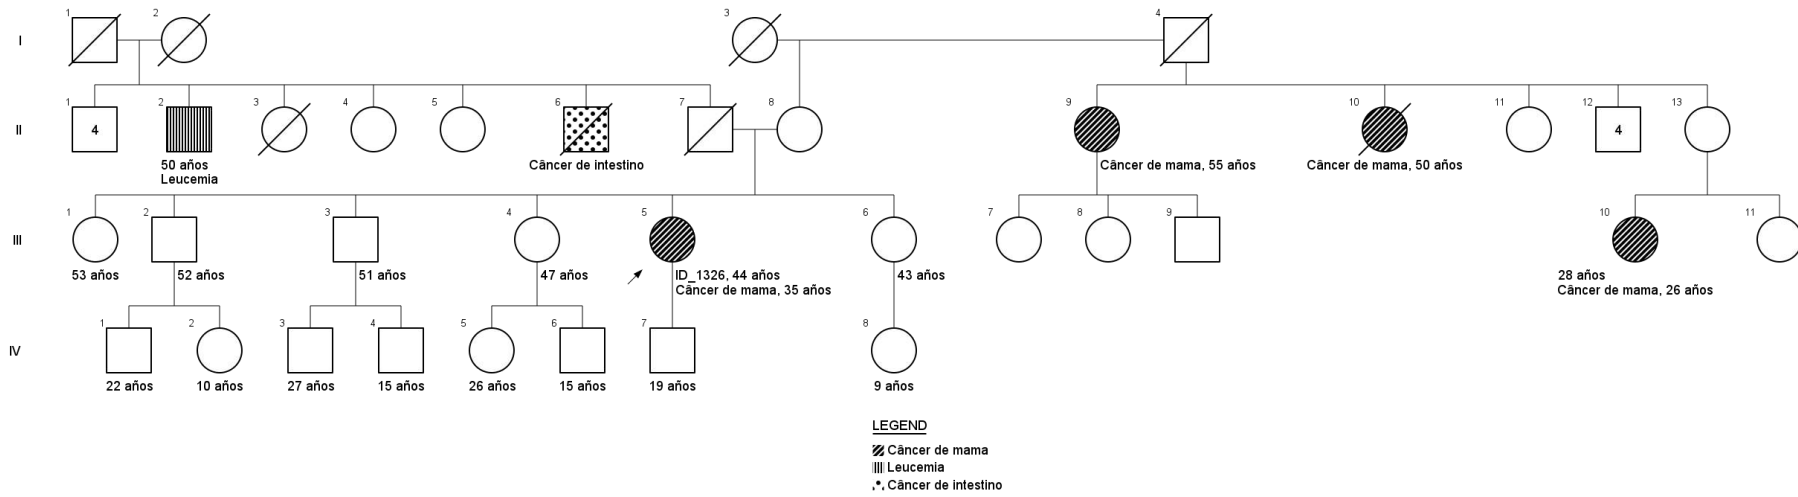 1 2 3 4
I
1 2 3 4 5 6 7 8 9 10 11 12 13
II 4 4
50 años Câncer de intestino Câncer de mama, 55 años Câncer de mama, 50 años
Leucemia
1 2 3 4 5 6 7 8 9 10 11
III
53 años 52 años 51 años 47 años ID_1326, 44 años 43 años 28 años
Câncer de mama, 35 años Câncer de mama, 26 años
1 2 3 4 5 6 7 8
IV
22 años 10 años 27 años 15 años 26 años 15 años 19 años 9 años
LEGEND
Câncer de mama
Leucemia
Câncer de intestino